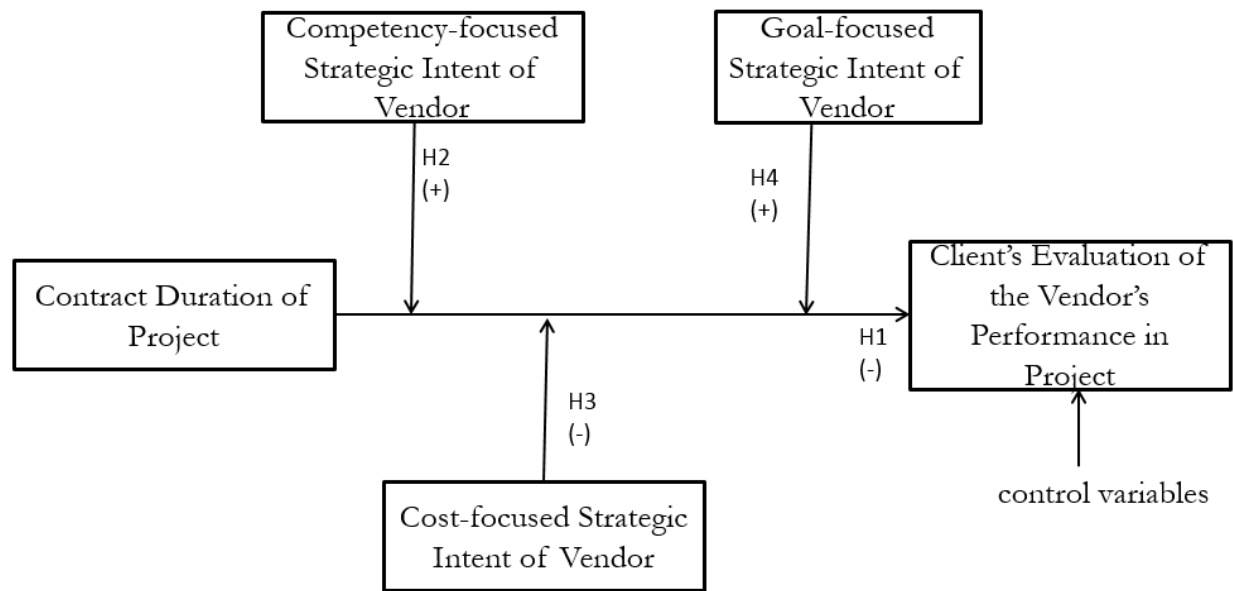 Competency-focused
Strategic Intent of
Vendor
Goal-focused
Strategic Intent of
Vendor
H2
(+)
H4
(+)
Contract Duration of
Project
Client's Evaluation of
the Vendor's
Performance in
Project
H1
(-)
H3
(-)
Cost-focused Strategic
Intent of Vendor
control variables